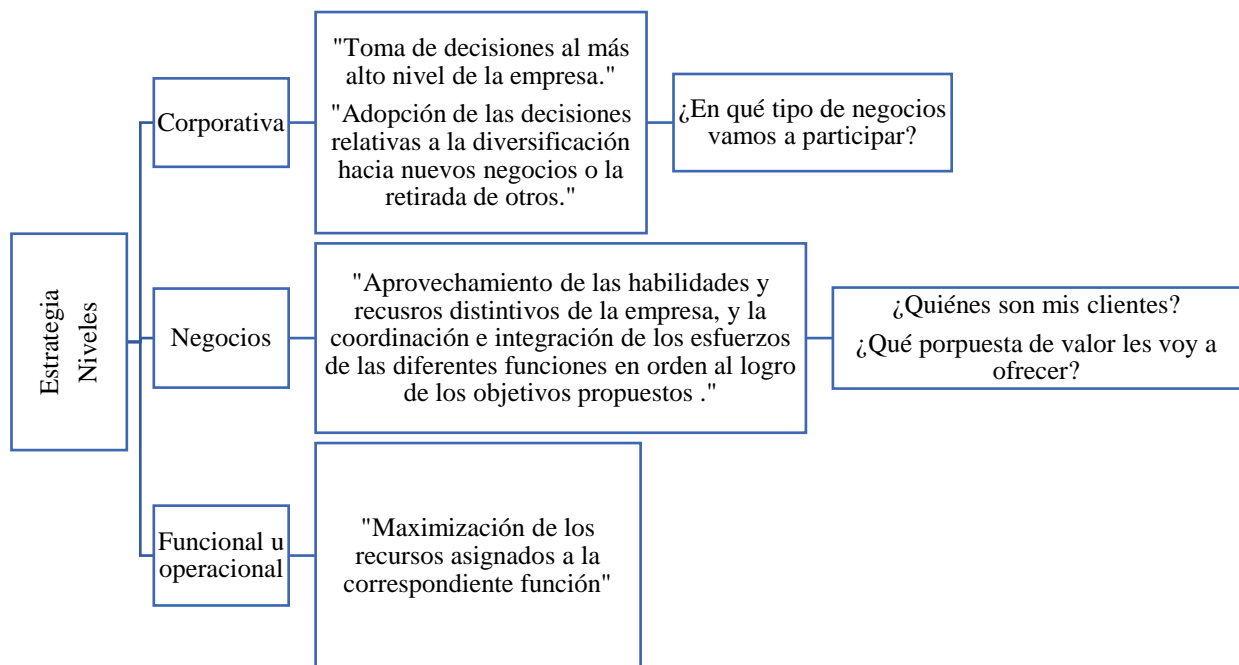 Estrategia
Niveles
Corporativa
"Toma de decisiones al más
alto nivel de la empresa."
"Adopción de las decisiones
relativas a la diversificación
hacia nuevos negocios o la
retirada de otros."
¿En qué tipo de negocios
vamos a participar?
Negocios
"Aprovechamiento de las habilidades y
recusros distintivos de la empresa, y la
coordinación e integración de los esfuerzos
de las diferentes funciones en orden al logro
de los objetivos propuestos ."
¿Quiénes son mis clientes?
¿Qué porpuesta de valor les voy a
ofrecer?
Funcional u
operacional
"Maximización de los
recursos asignados a la
correspondiente función"